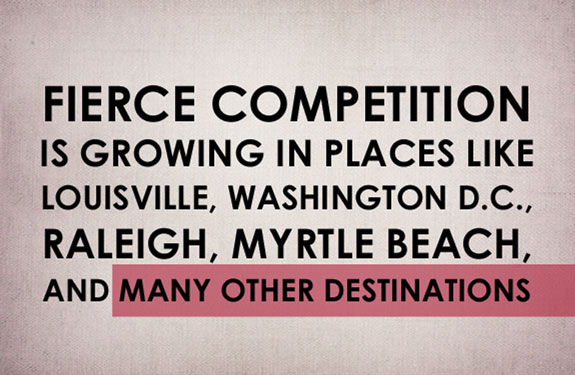 FIERCE COMPETITION
IS GROWING IN PLACES LIKE
LOUISVILLE, WASHINGTON D.C.,
RALEIGH, MYRTLE BEACH,
AND MANY OTHER DESTINATIONS